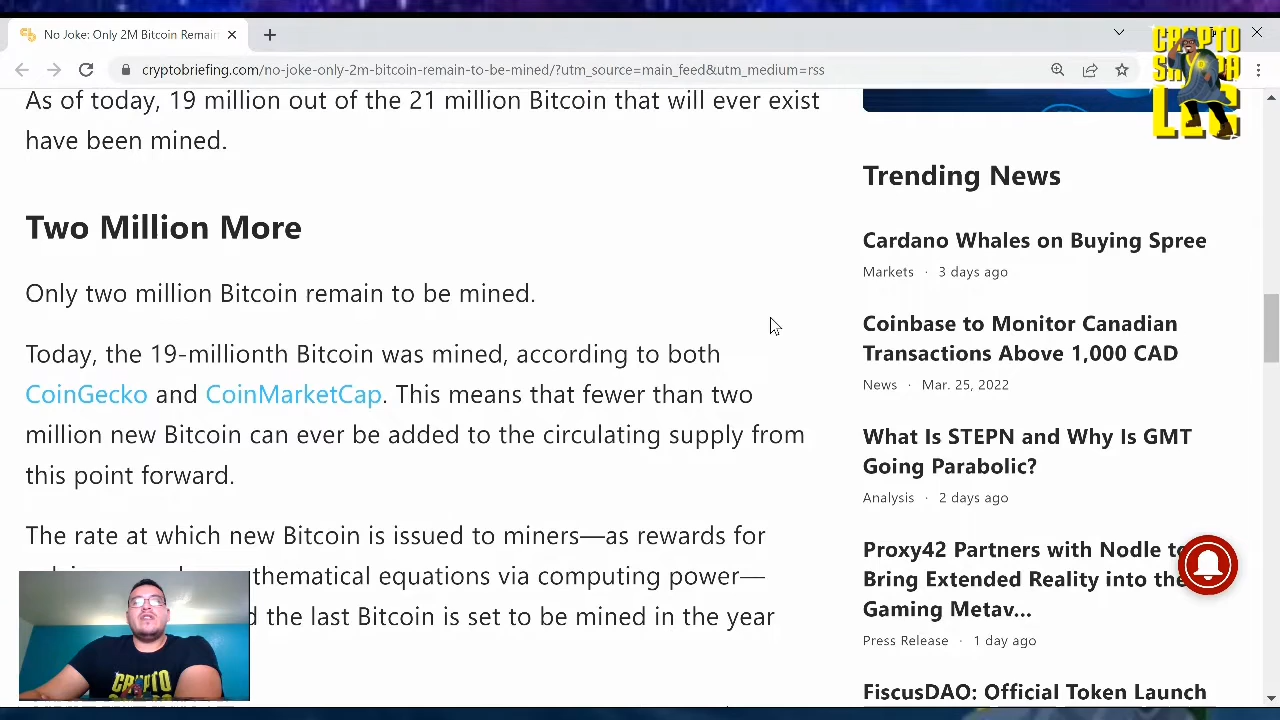 No Joke: Only 2M Bitcoin Remain
cryptobriefing.com/no-joke-only-2m-bitcoin-remain-to-be-mined/?utm_source=main_feed&utm_medium=rss
As of today, 19 million out of the 21 million Bitcoin that will ever exist
have been mined.
Two Million More
Only two million Bitcoin remain to be mined.
Today, the 19-millionth Bitcoin was mined, according to both
CoinGecko and CoinMarketCap. This means that fewer than two
million new Bitcoin can ever be added to the circulating supply from
this point forward.
The rate at which new Bitcoin is issued to miners—as rewards for
mathematical equations via computing power—
the last Bitcoin is set to be mined in the year
Trending News
Cardano Whales on Buying Spree
Markets · 3 days ago
Coinbase to Monitor Canadian
Transactions Above 1,000 CAD
News · Mar. 25, 2022
What Is STEPN and Why Is GMT
Going Parabolic?
Analysis · 2 days ago
Proxy42 Partners with Nodle to
Bring Extended Reality into the
Gaming Metav...
Press Release · 1 day ago
FiscusDAO: Official Token Launch
CRYPTO
CRYPTO